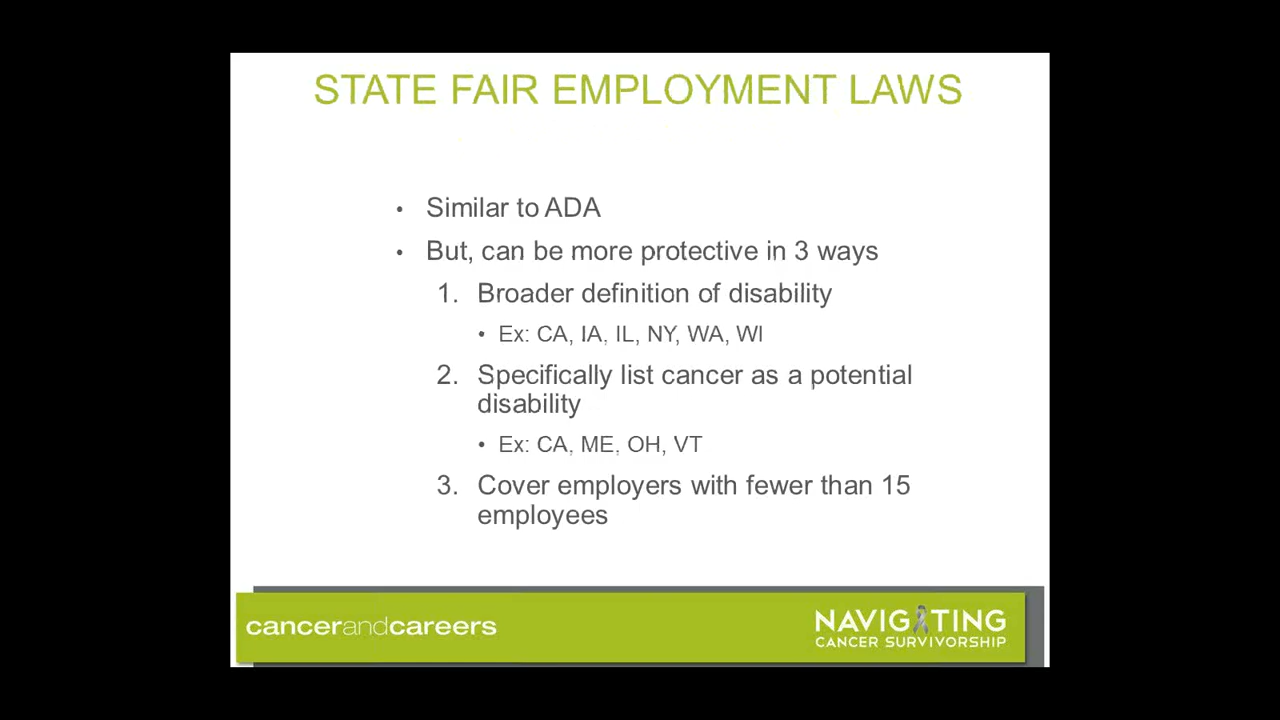 STATE FAIR EMPLOYMENT LAWS
• Similar to ADA
• But, can be more protective in 3 ways
1. Broader definition of disability
• Ex: CA, IA, IL, NY, WA, WI
2. Specifically list cancer as a potential
disability
• Ex: CA, ME, OH, VT
3. Cover employers with fewer than 15
employees
cancerandcareers
NAVIGATING
CANCER SURVIVORSHIP